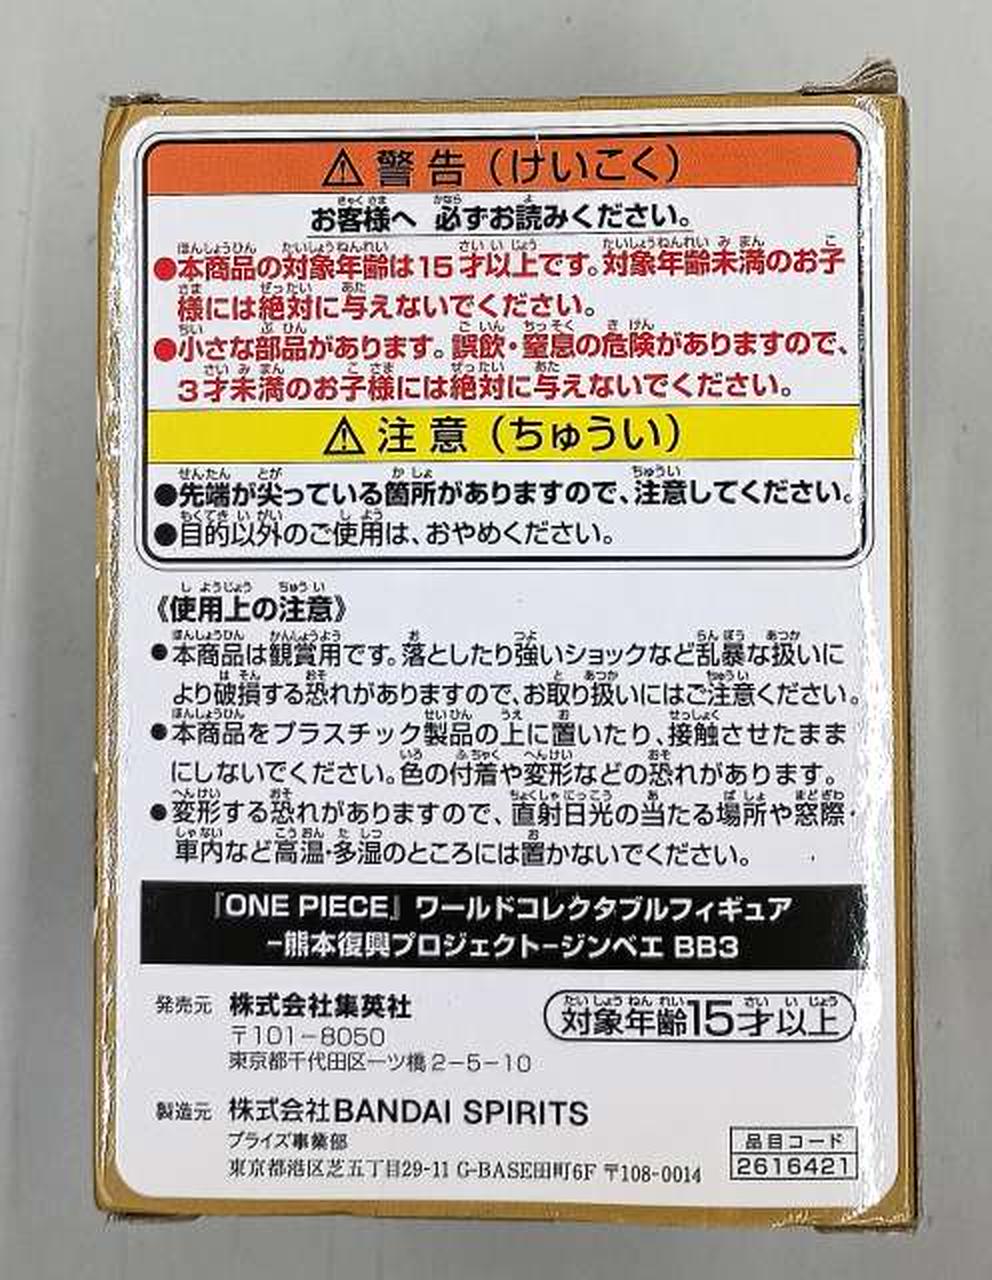 ⚠警告（けいこく）
お客様へ 必ずお読みください。
●本商品の対象年齢は15才以上です。対象年齢未満のお子
様には絶対に与えないでください。
●小さな部品があります。誤飲・窒息の危険がありますので、
3才未満のお子様には絶対に与えないでください。
⚠注意（ちゅうい）
●先端が尖っている箇所がありますので、注意してください。
●目的以外のご使用は、おやめください。
《使用上の注意》
●本商品は観賞用です。落としたり強いショックなど乱暴な扱いに
より破損する恐れがありますので、お取り扱いにはご注意ください。
●本商品をプラスチック製品の上に置いたり、接触させたまま
にしないでください。色の付着や変形などの恐れがあります。
●変形する恐れがありますので、直射日光の当たる場所や窓際・
車内など高温・多湿のところには置かないでください。
『ONE PIECE』ワールドコレクタブルフィギュア
−熊本復興プロジェクト−ジンベエ BB3
発売元 株式会社集英社
〒101−8050
東京都千代田区一ツ橋2−5−10
対象年齢15才以上
製造元 株式会社BANDAI SPIRITS
プライズ事業部
東京都港区芝五丁目29-11 G-BASE田町6F 〒108-0014
品目コード
2616421